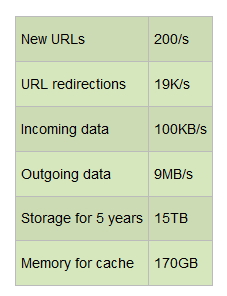 New URLs 200/s
URL redirections 19K/s
Incoming data 100KB/s
Outgoing data 9MB/s
Storage for 5 years 15TB
Memory for cache 170GB